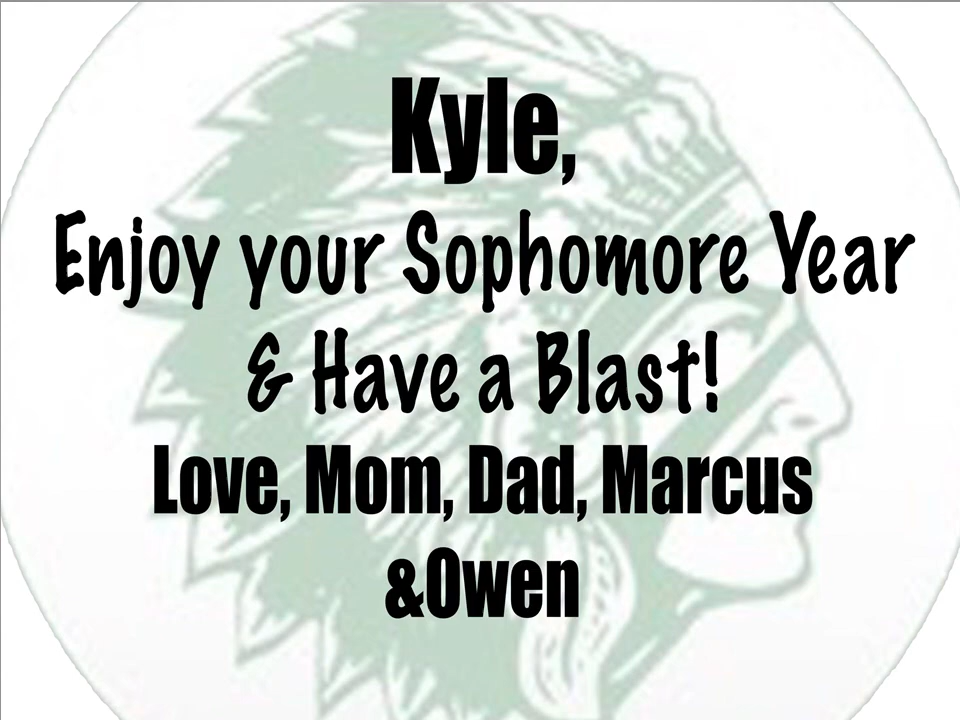 Kyle,
Enjoy your Sophomore Year
& Have a Blast!
Love, Mom, Dad, Marcus
&Owen